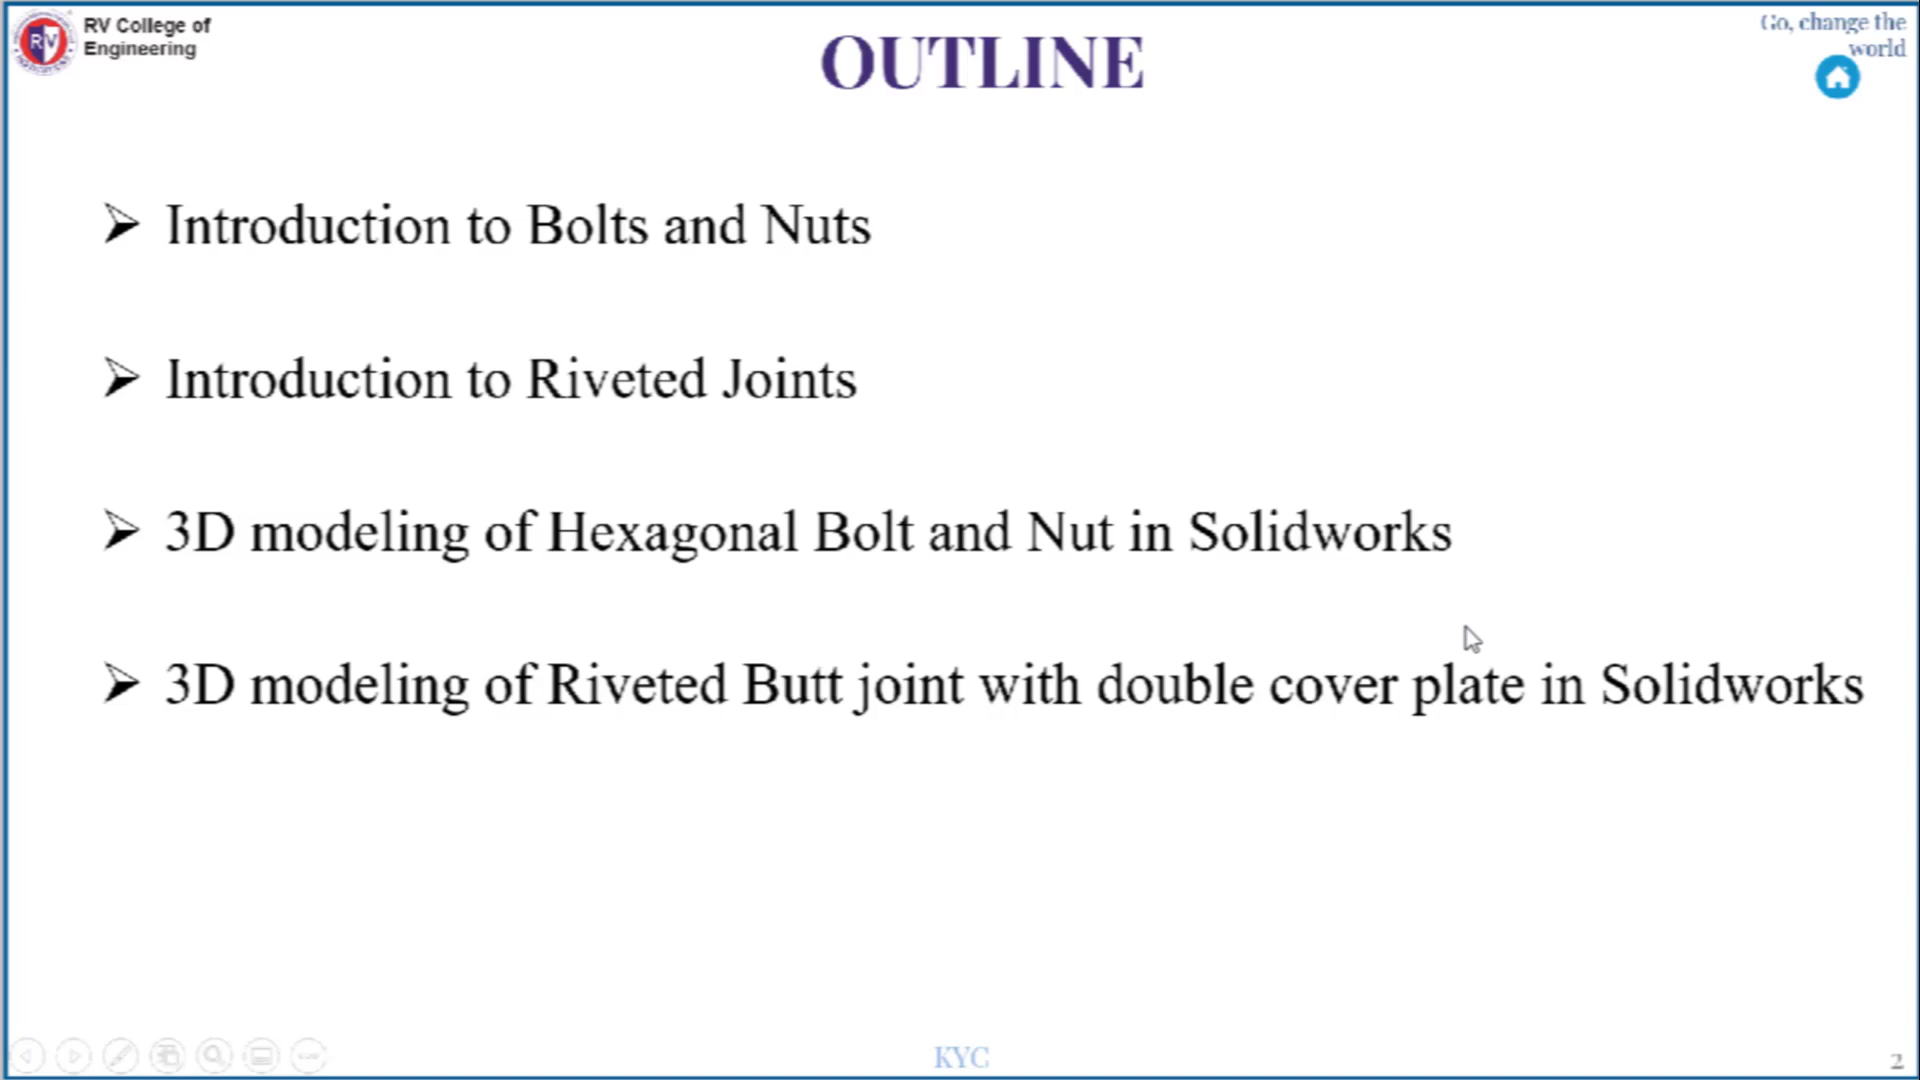 RV College of
Engineering
Go, change the
world
OUTLINE
Introduction to Bolts and Nuts
Introduction to Riveted Joints
3D modeling of Hexagonal Bolt and Nut in Solidworks
3D modeling of Riveted Butt joint with double cover plate in Solidworks
KYC
2